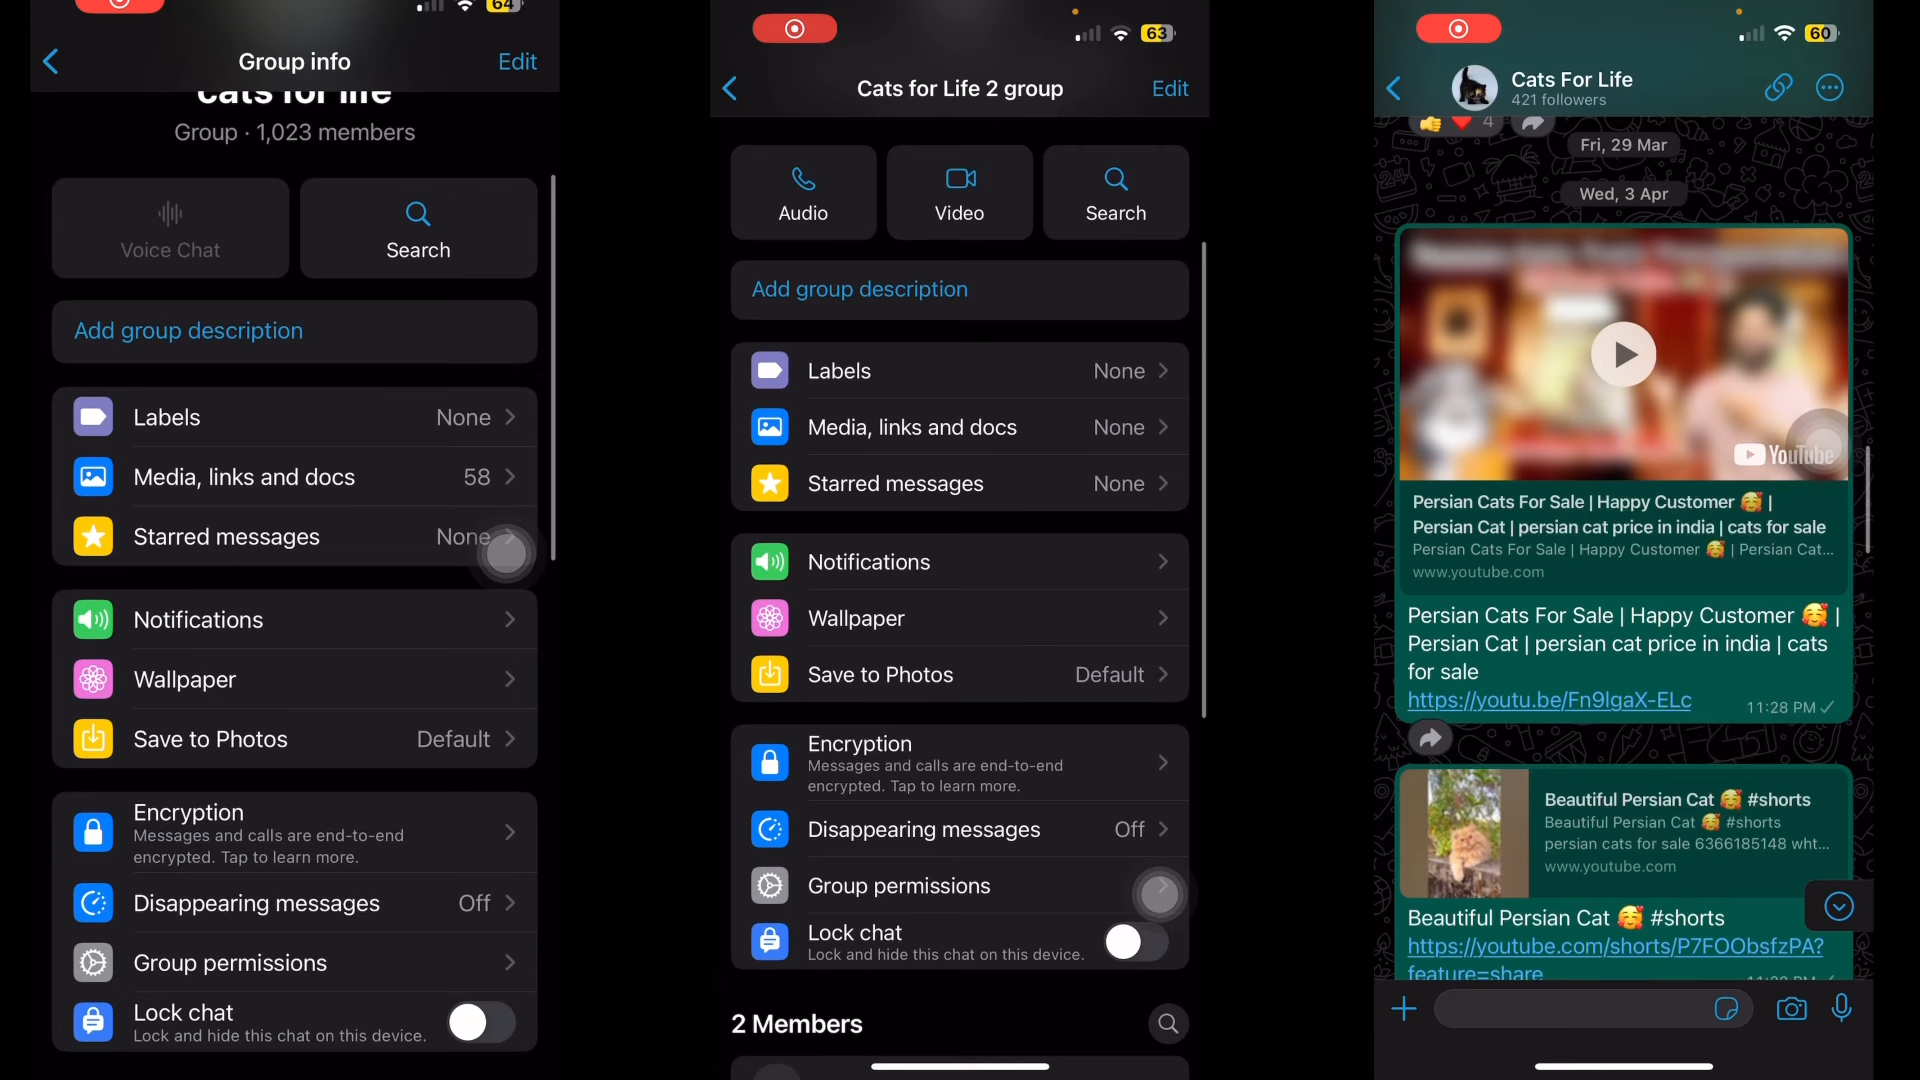 64
Group info
Edit
cats for life
Group · 1,023 members
Voice Chat
Search
Add group description
Labels
None
Media, links and docs
58
Starred messages
None
Notifications
Wallpaper
Save to Photos
Default
Encryption
Messages and calls are end-to-end
encrypted. Tap to learn more.
Disappearing messages
Off
Group permissions
Lock chat
Lock and hide this chat on this device.
63
Cats for Life 2 group
Edit
Audio
Video
Search
Add group description
Labels
None
Media, links and docs
None
Starred messages
None
Notifications
Wallpaper
Save to Photos
Default
Encryption
Messages and calls are end-to-end
encrypted. Tap to learn more.
Disappearing messages
Off
Group permissions
Lock chat
Lock and hide this chat on this device.
2 Members
60
Cats For Life
421 followers
👍 ❤️ 4
Fri, 29 Mar
Wed, 3 Apr
YouTube
Persian Cats For Sale | Happy Customer 🥰 |
Persian Cat | persian cat price in india | cats for sale
Persian Cats For Sale | Happy Customer 🥰 | Persian Cat...
www.youtube.com
Persian Cats For Sale | Happy Customer 🥰 |
Persian Cat | persian cat price in india | cats
for sale
https://youtu.be/Fn9lgaX-ELc
11:28 PM
Beautiful Persian Cat 🥰 #shorts
Beautiful Persian Cat 🥰 #shorts
persian cats for sale 6366185148 wht...
www.youtube.com
Beautiful Persian Cat 🥰 #shorts
https://youtube.com/shorts/P7FOObsfzPA?
feature=share